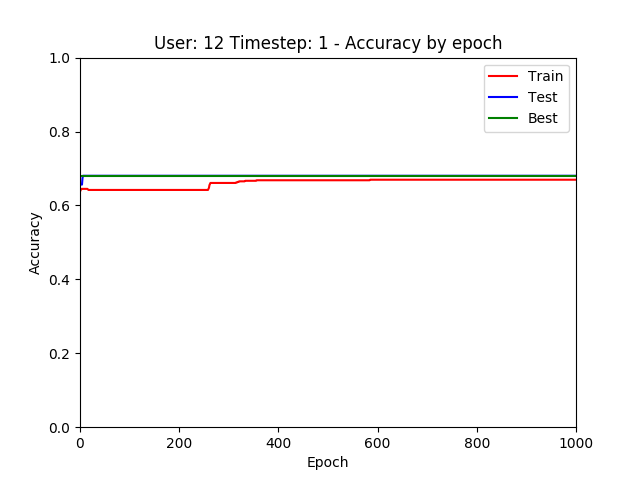 User: 12 Timestep: 1 - Accuracy by epoch
1.0
0.8
0.6
0.4
0.2
0.0
Accuracy
Train
Test
Best
0 200 400 600 800 1000
Epoch